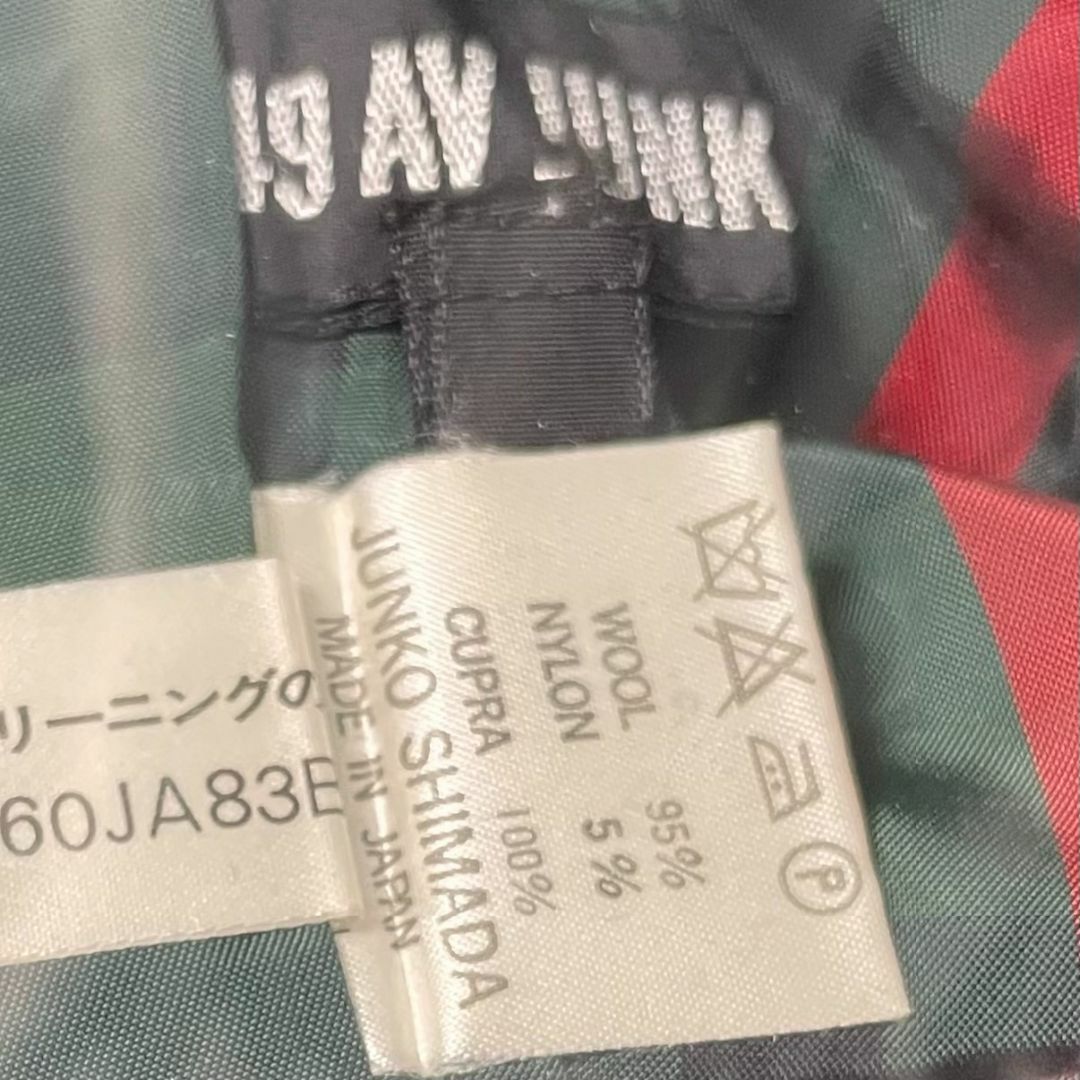 49 AV JUNK
WOOL 95%
NYLON 5%
CUPRA 100%
JUNKO SHIMADA
MADE IN JAPAN
リーニングの
60JA83E
P